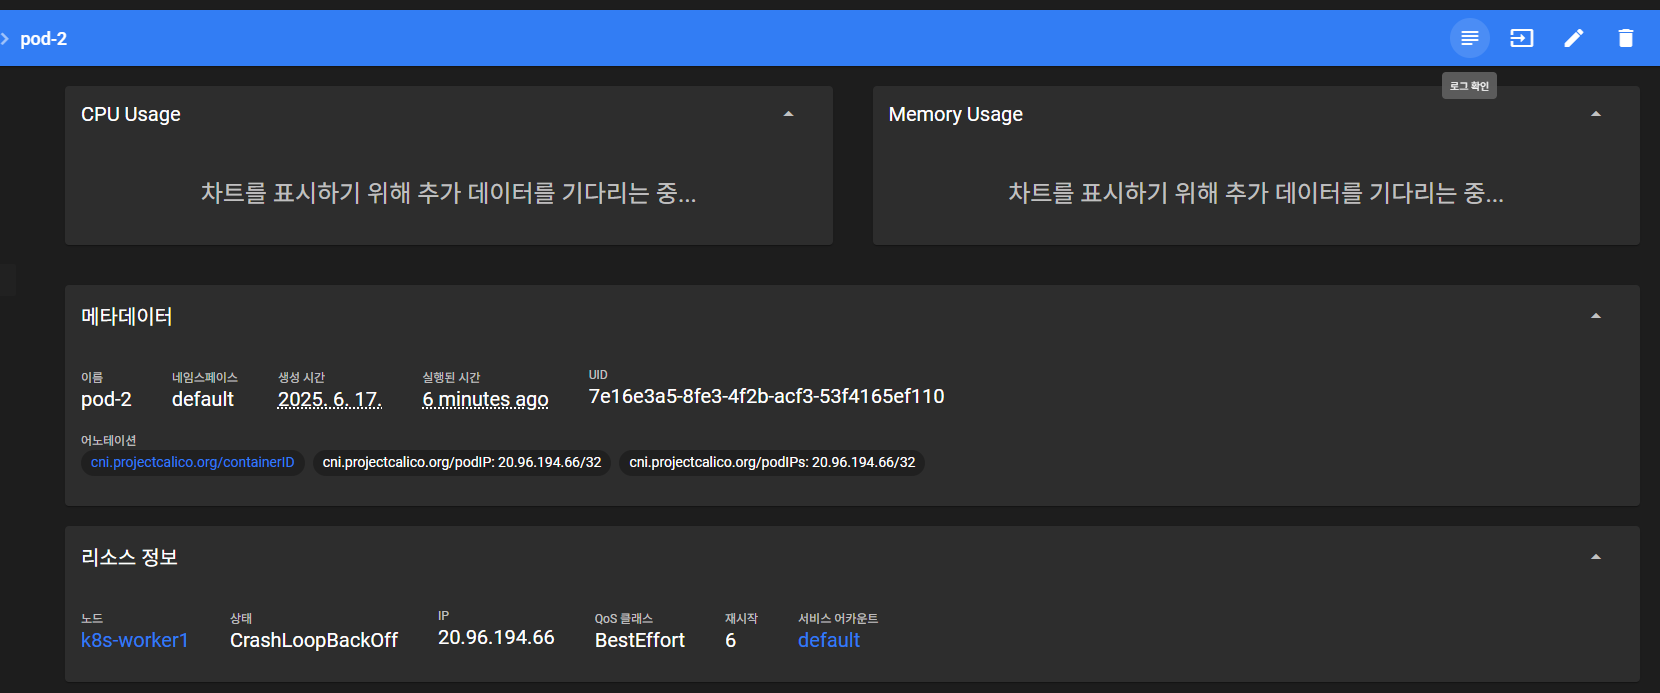 pod-2
로그 확인
CPU Usage
차트를 표시하기 위해 추가 데이터를 기다리는 중...
Memory Usage
차트를 표시하기 위해 추가 데이터를 기다리는 중...
메타데이터
이름
pod-2
네임스페이스
default
생성 시간
2025. 6. 17.
실행된 시간
6 minutes ago
UID
7e16e3a5-8fe3-4f2b-acf3-53f4165ef110
어노테이션
cni.projectcalico.org/containerID
cni.projectcalico.org/podIP: 20.96.194.66/32
cni.projectcalico.org/podIPs: 20.96.194.66/32
리소스 정보
노드
k8s-worker1
상태
CrashLoopBackOff
IP
20.96.194.66
QoS 클래스
BestEffort
재시작
6
서비스 어카운트
default